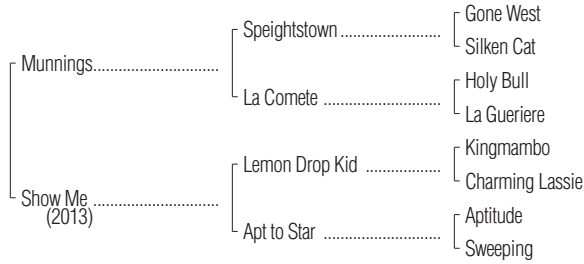 Gone West
Speightstown
Silken Cat
Munnings
Holy Bull
La Comete
La Gueriere
Kingmambo
Lemon Drop Kid
Charming Lassie
Show Me
(2013)
Aptitude
Apt to Star
Sweeping